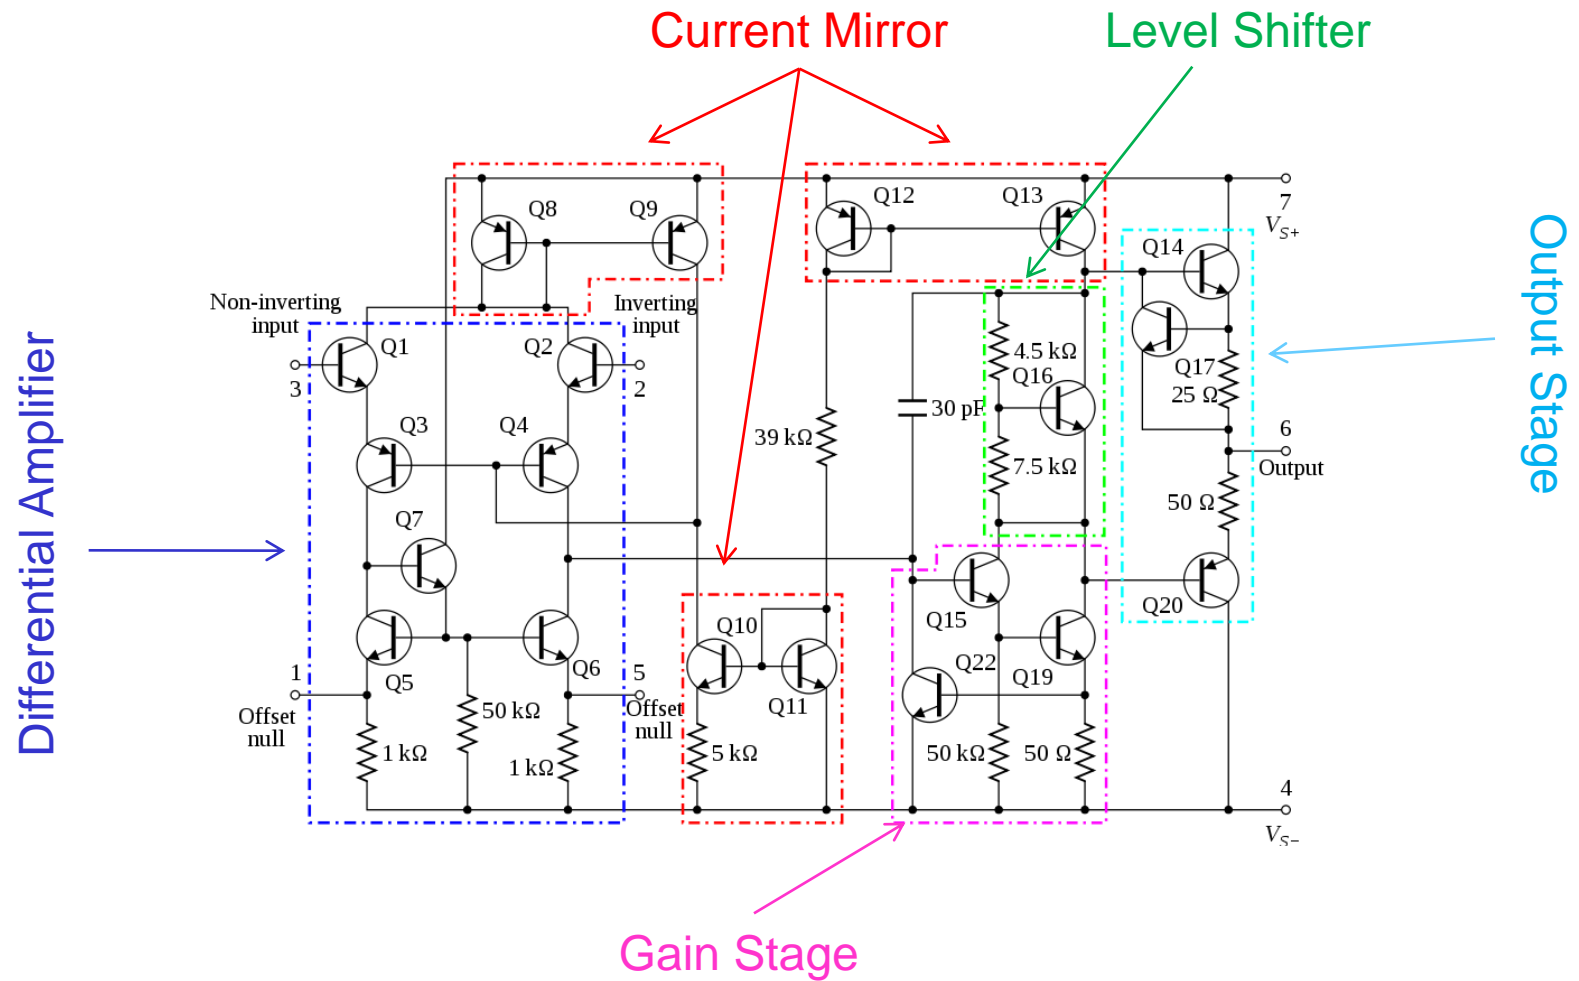 Current Mirror
Level Shifter
Q8
Q9
Q12
Q13
7
V_S+
Q14
Non-inverting
input
Inverting
input
Q1
Q2
3
2
4.5 kΩ
Q16
Q17
25 Ω
30 pF
Q3
Q4
39 kΩ
7.5 kΩ
6
Output
50 Ω
Q7
Q15
Q20
Q10
Q22
Q19
Q5
Q6
Q11
1
5
Offset
null
Offset
null
50 kΩ
1 kΩ
1 kΩ
5 kΩ
50 kΩ
50 Ω
4
V_S−
Differential Amplifier
Output Stage
Gain Stage